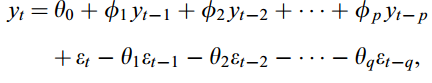 y_t = θ_0 + φ_1 y_{t−1} + φ_2 y_{t−2} + ⋯ + φ_p y_{t−p}
+ ε_t − θ_1 ε_{t−1} − θ_2 ε_{t−2} − ⋯ − θ_q ε_{t−q},